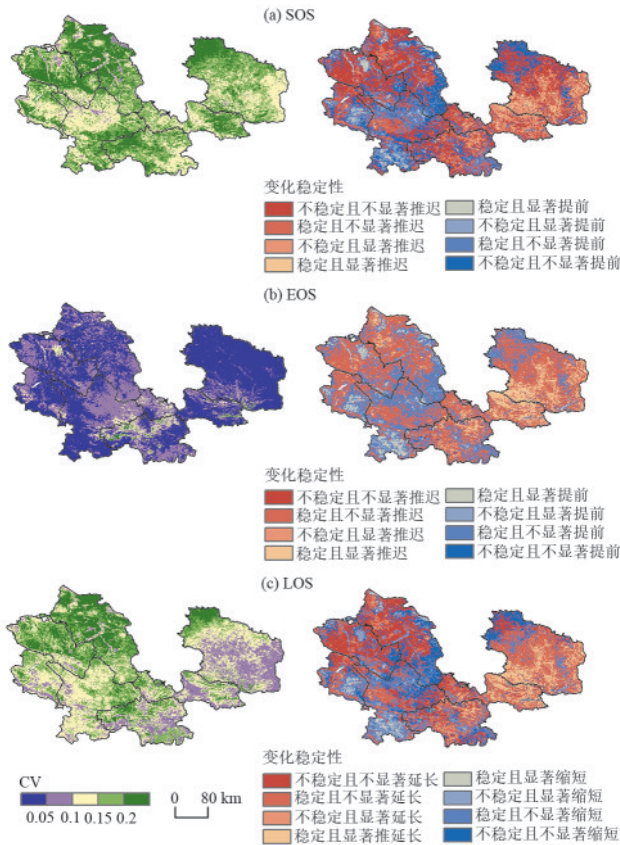 (a) SOS
变化稳定性
不稳定且不显著推迟 稳定且显著提前
稳定且不显著推迟 不稳定且显著提前
不稳定且显著推迟 稳定且不显著提前
稳定且显著推迟 不稳定且不显著提前
(b) EOS
变化稳定性
不稳定且不显著推迟 稳定且显著提前
稳定且不显著推迟 不稳定且显著提前
不稳定且显著推迟 稳定且不显著提前
稳定且显著推迟 不稳定且不显著提前
(c) LOS
变化稳定性
不稳定且不显著延长 稳定且显著缩短
稳定且不显著延长 不稳定且显著缩短
不稳定且显著延长 稳定且不显著缩短
稳定且显著推延长 不稳定且不显著缩短
CV
0.05 0.1 0.15 0.2
0 80 km